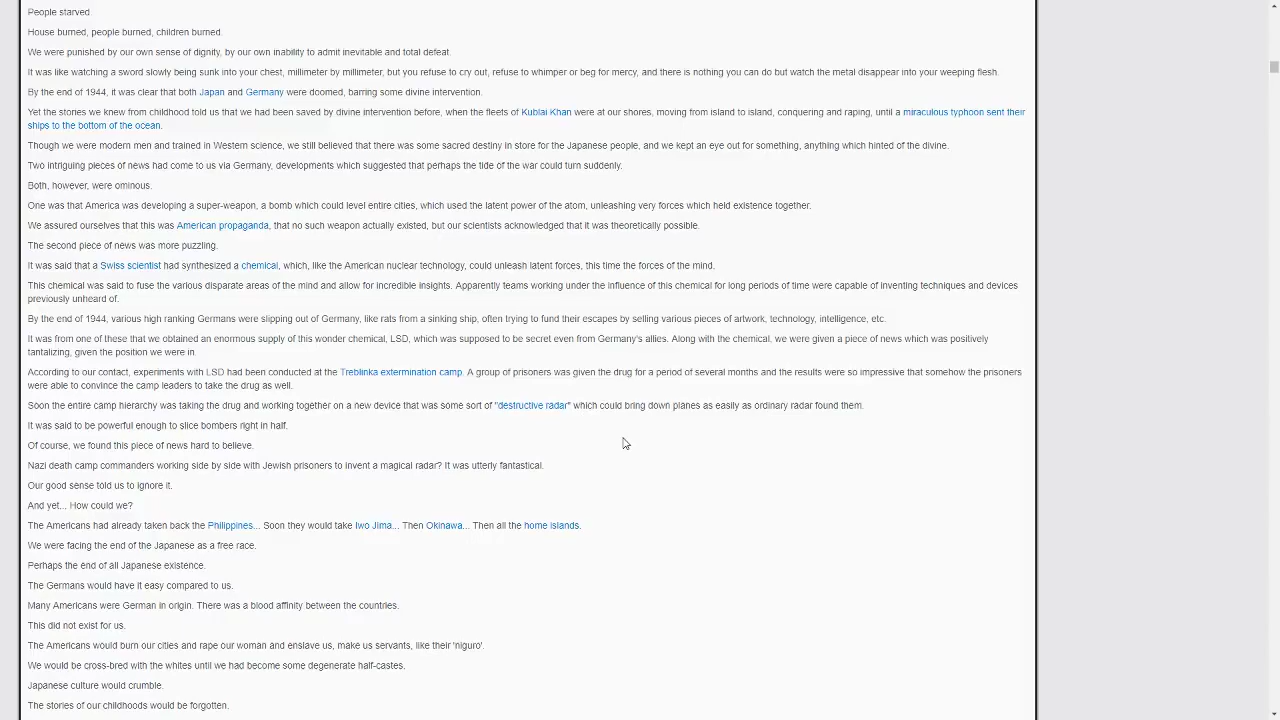 People starved.
House burned, people burned, children burned.
We were punished by our own sense of dignity, by our own inability to admit inevitable and total defeat.
It was like watching a sword slowly being sunk into your chest, millimeter by millimeter, but you refuse to cry out, refuse to whimper or beg for mercy, and there is nothing you can do but watch the metal disappear into your weeping flesh.
By the end of 1944, it was clear that both Japan and Germany were doomed, barring some divine intervention.
Yet the stories we knew from childhood told us that we had been saved by divine intervention before, when the fleets of Kublai Khan were at our shores, moving from island to island, conquering and raping, until a miraculous typhoon sent their
ships to the bottom of the ocean.
Though we were modern men and trained in Western science, we still believed that there was some sacred destiny in store for the Japanese people, and we kept an eye out for something, anything which hinted of the divine.
Two intriguing pieces of news had come to us via Germany, developments which suggested that perhaps the tide of the war could turn suddenly.
Both, however, were ominous.
One was that America was developing a super-weapon, a bomb which could level entire cities, which used the latent power of the atom, unleashing very forces which held existence together.
We assured ourselves that this was American propaganda, that no such weapon actually existed, but our scientists acknowledged that it was theoretically possible.
The second piece of news was more puzzling.
It was said that a Swiss scientist had synthesized a chemical, which, like the American nuclear technology, could unleash latent forces, this time the forces of the mind.
This chemical was said to fuse the various disparate areas of the mind and allow for incredible insights. Apparently teams working under the influence of this chemical for long periods of time were capable of inventing techniques and devices
previously unheard of.
By the end of 1944, various high ranking Germans were slipping out of Germany, like rats from a sinking ship, often trying to fund their escapes by selling various pieces of artwork, technology, intelligence, etc.
It was from one of these that we obtained an enormous supply of this wonder chemical, LSD, which was supposed to be secret even from Germany's allies. Along with the chemical, we were given a piece of news which was positively
tantalizing, given the position we were in.
According to our contact, experiments with LSD had been conducted at the Treblinka extermination camp. A group of prisoners was given the drug for a period of several months and the results were so impressive that somehow the prisoners
were able to convince the camp leaders to take the drug as well.
Soon the entire camp hierarchy was taking the drug and working together on a new device that was some sort of "destructive radar" which could bring down planes as easily as ordinary radar found them.
It was said to be powerful enough to slice bombers right in half.
Of course, we found this piece of news hard to believe.
Nazi death camp commanders working side by side with Jewish prisoners to invent a magical radar? It was utterly fantastical.
Our good sense told us to ignore it.
And yet... How could we?
The Americans had already taken back the Philippines... Soon they would take Iwo Jima... Then Okinawa... Then all the home islands.
We were facing the end of the Japanese as a free race.
Perhaps the end of all Japanese existence.
The Germans would have it easy compared to us.
Many Americans were German in origin. There was a blood affinity between the countries.
This did not exist for us.
The Americans would burn our cities and rape our woman and enslave us, make us servants, like their 'niguro'.
We would be cross-bred with the whites until we had become some degenerate half-castes.
Japanese culture would crumble.
The stories of our childhoods would be forgotten.